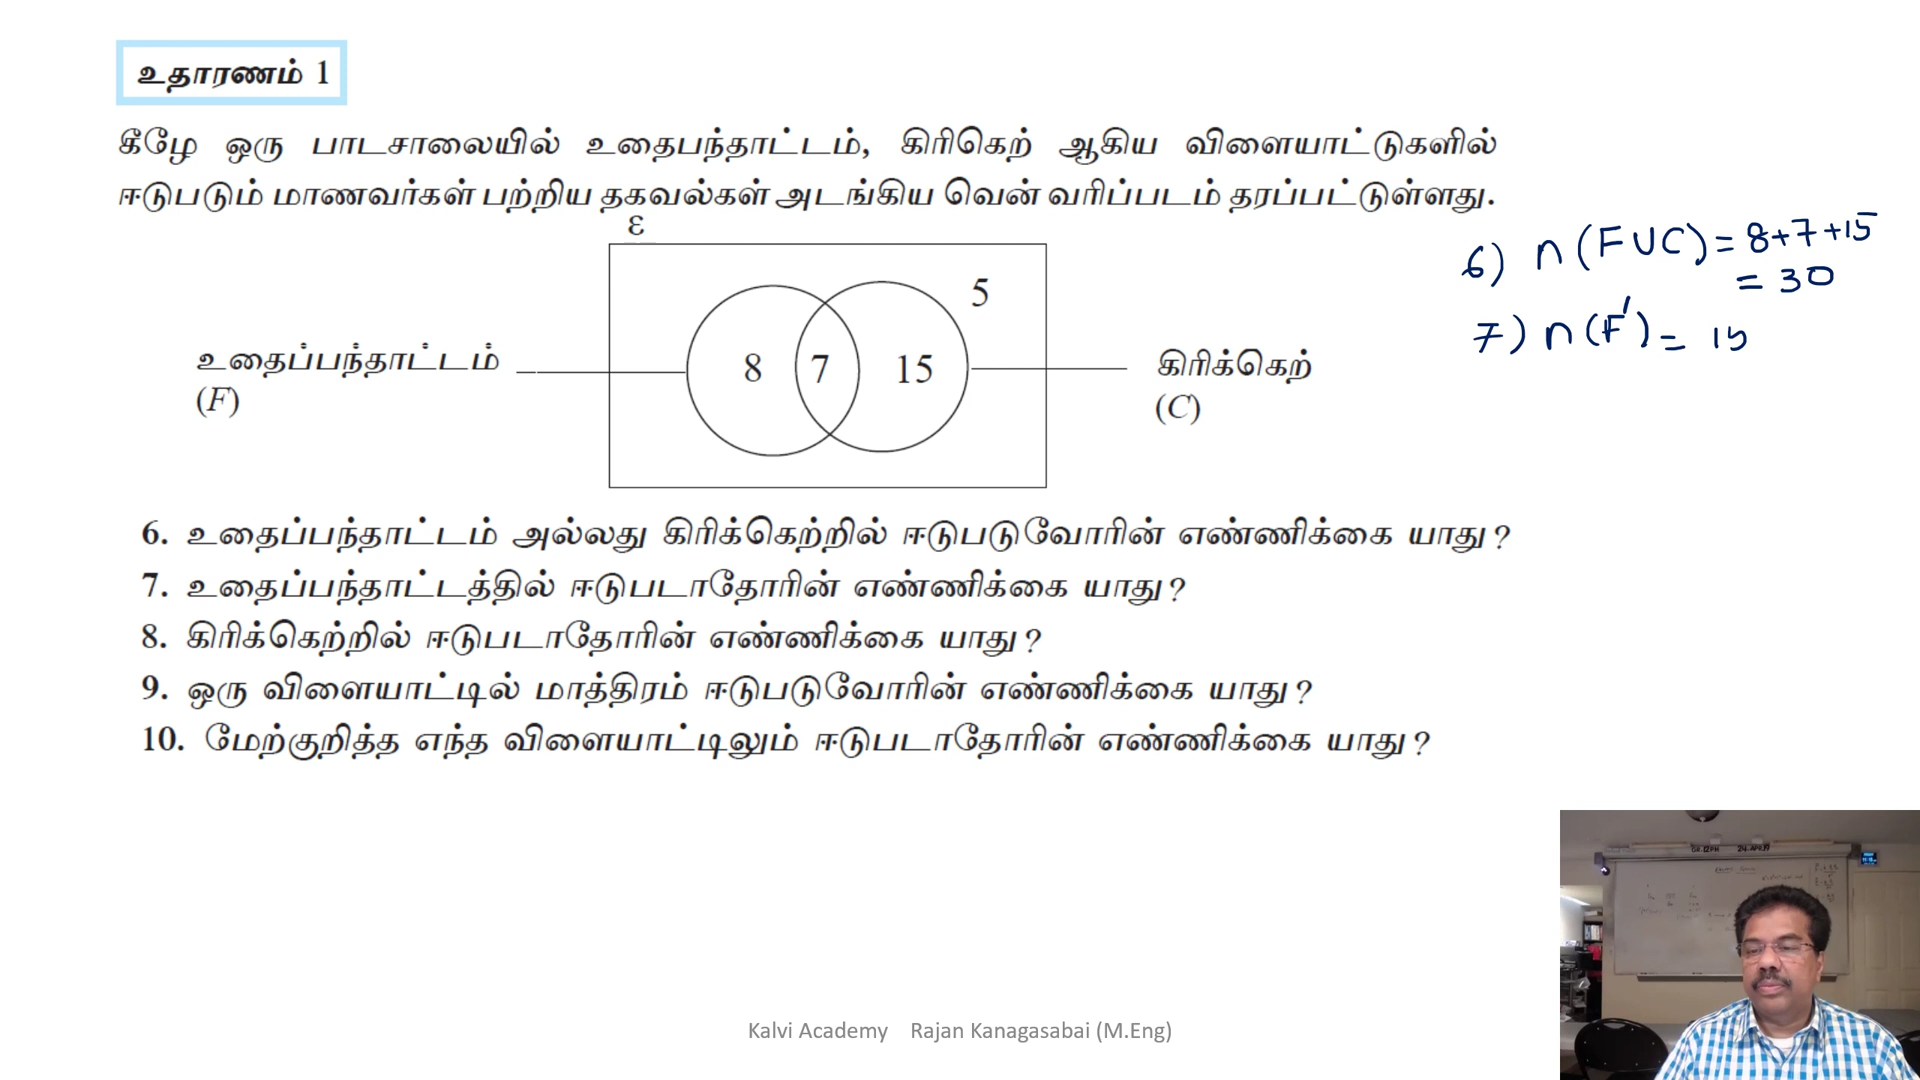 உதாரணம் 1
கீழே ஒரு பாடசாலையில் உதைபந்தாட்டம், கிரிகெற் ஆகிய விளையாட்டுகளில்
ஈடுபடும் மாணவர்கள் பற்றிய தகவல்கள் அடங்கிய வென் வரிப்படம் தரப்பட்டுள்ளது.
ε
5
உதைப்பந்தாட்டம்
(F)
8 7 15
கிரிக்கெற்
(C)
6) n(F∪C) = 8+7+15
= 30
7) n(F') = 15
6. உதைப்பந்தாட்டம் அல்லது கிரிக்கெற்றில் ஈடுபடுவோரின் எண்ணிக்கை யாது?
7. உதைப்பந்தாட்டத்தில் ஈடுபடாதோரின் எண்ணிக்கை யாது?
8. கிரிக்கெற்றில் ஈடுபடாதோரின் எண்ணிக்கை யாது?
9. ஒரு விளையாட்டில் மாத்திரம் ஈடுபடுவோரின் எண்ணிக்கை யாது?
10. மேற்குறித்த எந்த விளையாட்டிலும் ஈடுபடாதோரின் எண்ணிக்கை யாது?
Kalvi Academy Rajan Kanagasabai (M.Eng)